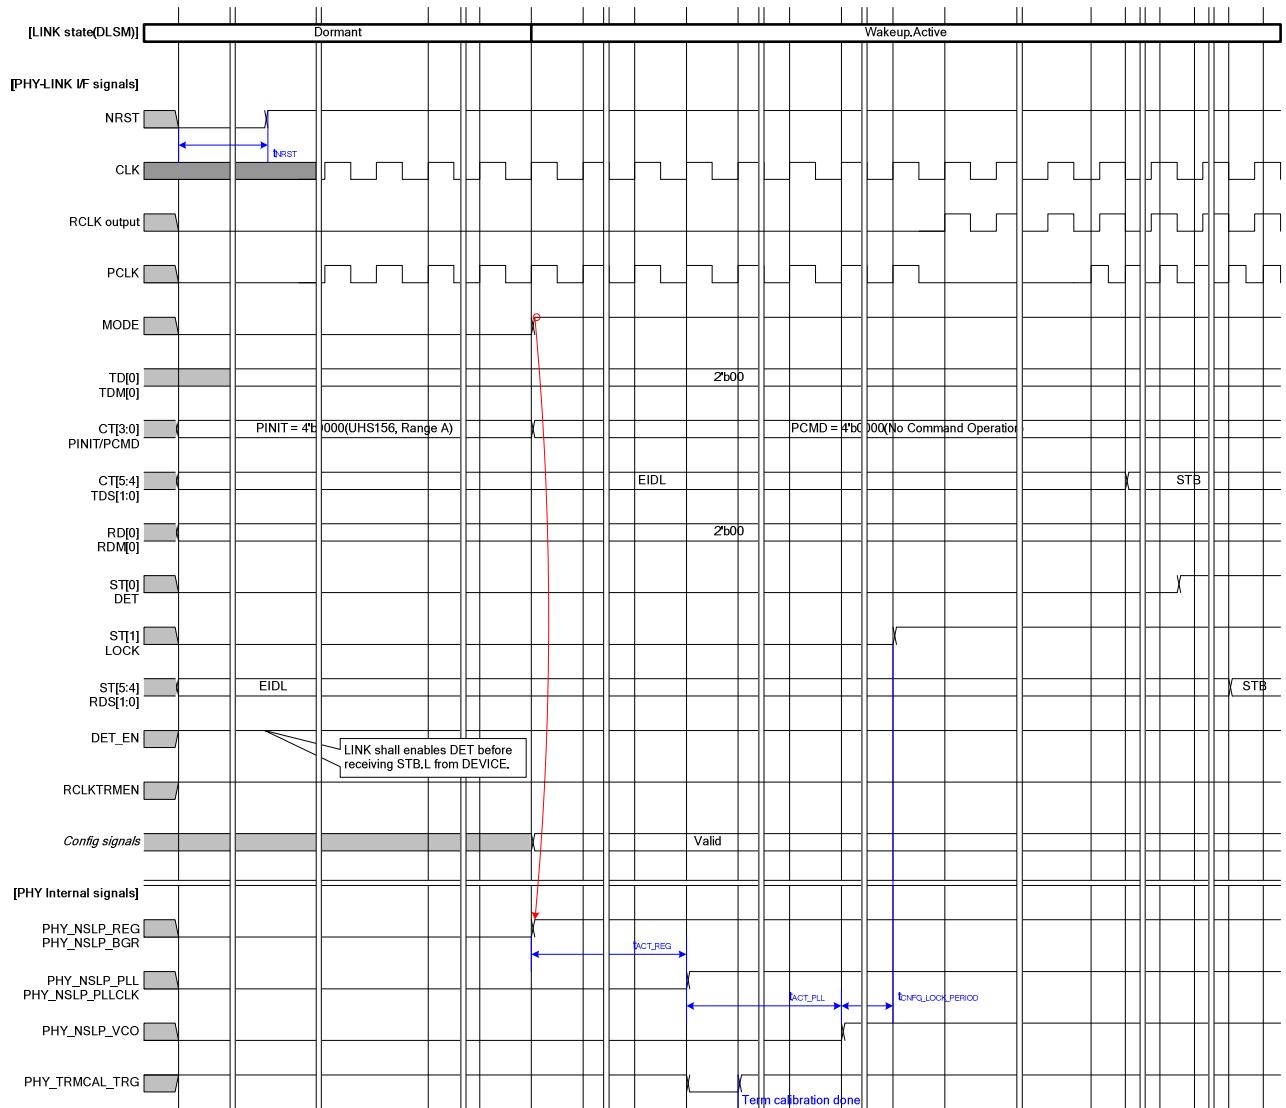 [LINK state(DLSM)]
Dormant
Wakeup.Active
[PHY-LINK I/F signals]
NRST
tNRST
CLK
RCLK output
PCLK
MODE
TD[0]
TDM[0]
2'b00
CT[3:0]
PINIT/PCMD
PINIT = 4'b0000(UHS156, Range A)
PCMD = 4'b0000(No Command Operation)
CT[5:4]
TDS[1:0]
EIDL
STB
RD[0]
RDM[0]
2'b00
ST[0]
DET
ST[1]
LOCK
ST[5:4]
RDS[1:0]
EIDL
STB
DET_EN
LINK shall enables DET before
receiving STB.L from DEVICE.
RCLKTRMEN
Config signals
Valid
[PHY Internal signals]
PHY_NSLP_REG
PHY_NSLP_BGR
tACT_REG
PHY_NSLP_PLL
PHY_NSLP_PLLCLK
tACT_PLL
tCNFG_LOCK_PERIOD
PHY_NSLP_VCO
PHY_TRMCAL_TRG
Term calibration done